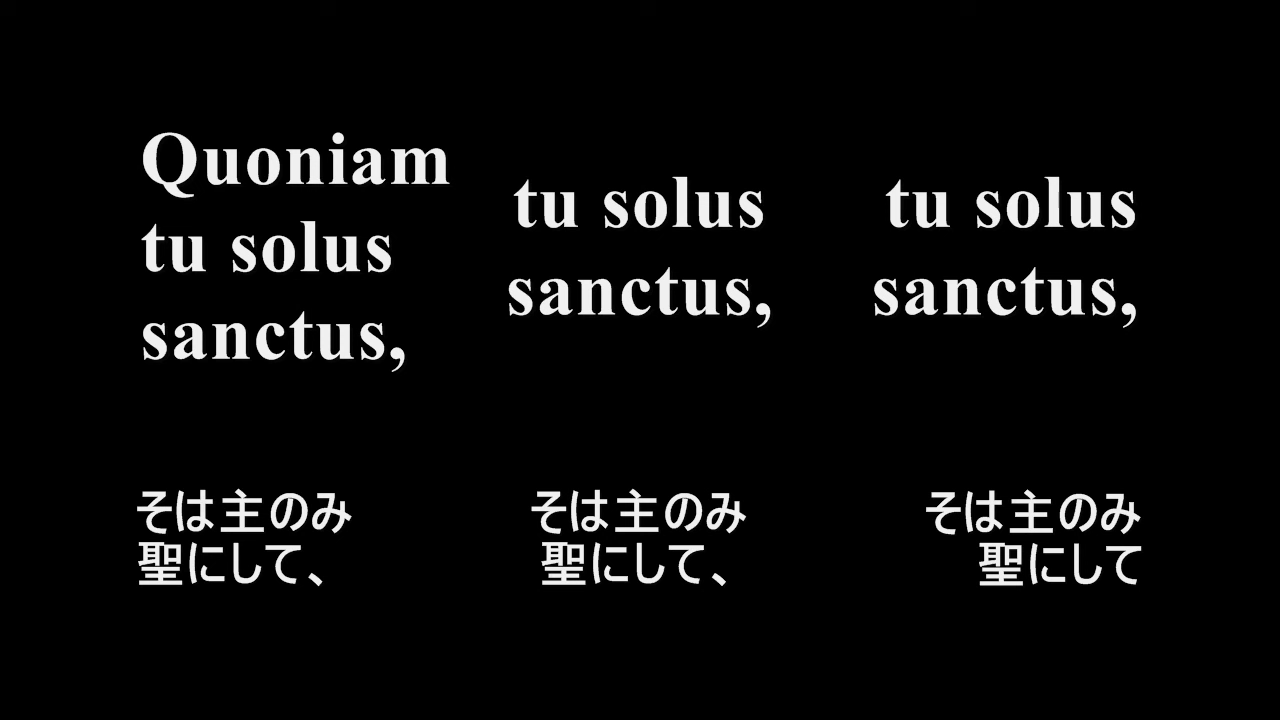 Quoniam
tu solus
sanctus,
tu solus
sanctus,
tu solus
sanctus,
そは主のみ
聖にして、
そは主のみ
聖にして、
そは主のみ
聖にして